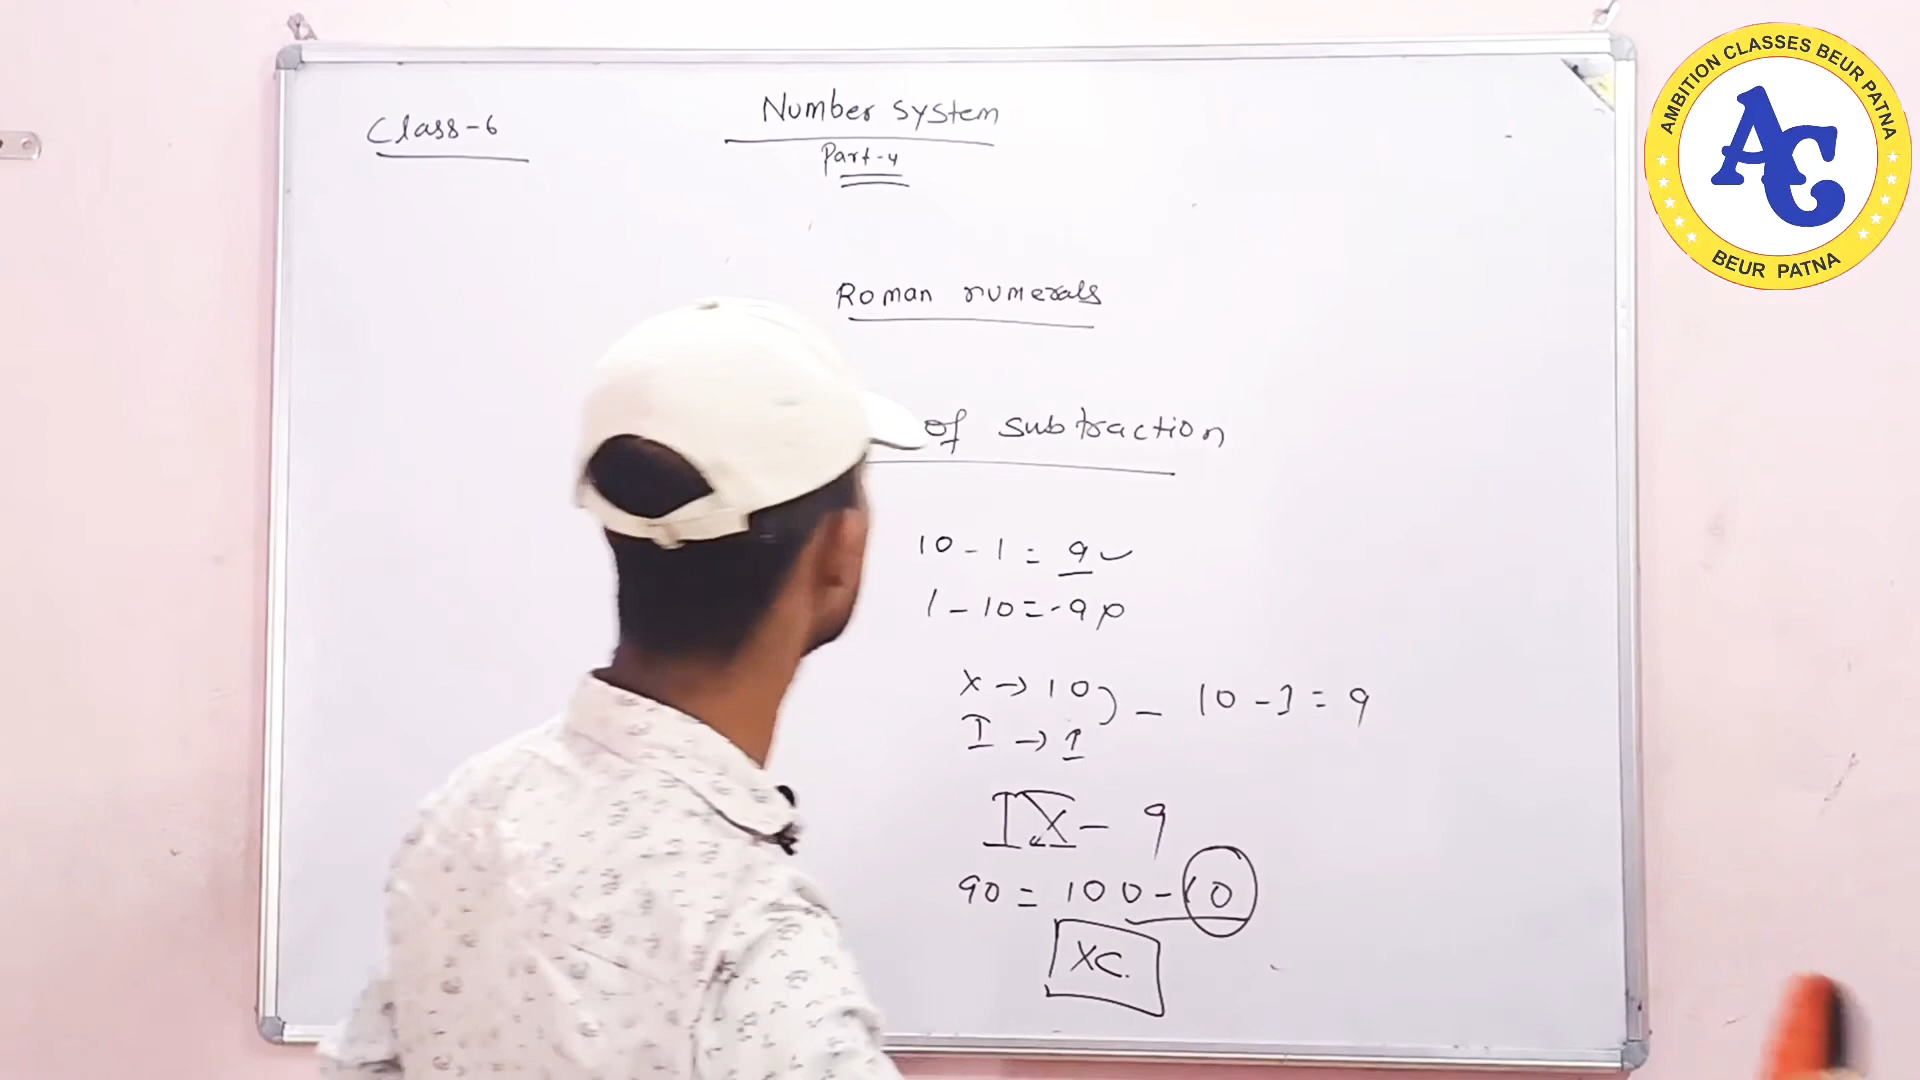 Class-6
Number system
Part-4
Roman numerals
of subtraction
10 - 1 = 9 ✓
1 - 10 = -9
X → 10
I → 1
- 10 - 1 = 9
IX - 9
90 = 100 - 10
XC.
AMBITION CLASSES BEUR PATNA
AC
BEUR PATNA